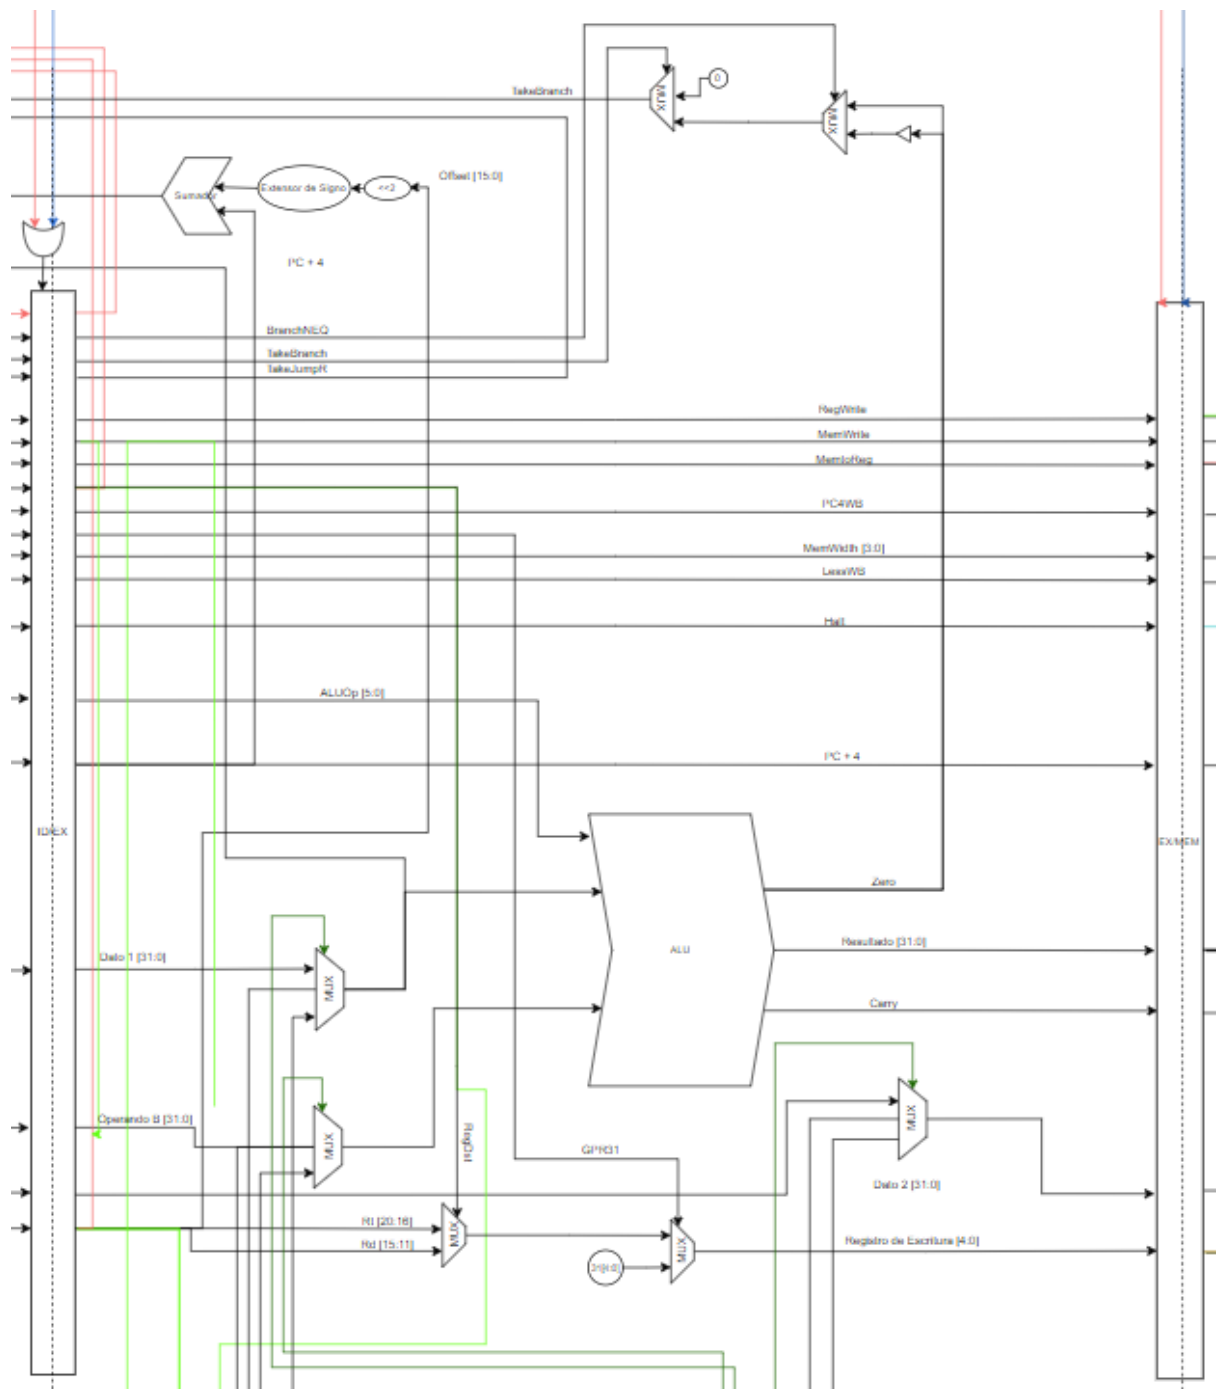 0
MUX
MUX
TakeBranch
Offset [15:0]
Extensor de Signo
<<2
Sumador
PC + 4
BranchNEQ
TakeBranch
TakeJumpR
RegWrite
MemWrite
MemtoReg
PC4WB
MemWidth [3:0]
LessWB
Halt
ALUOp [5:0]
PC + 4
ID/EX
EX/MEM
Zero
Resultado [31:0]
ALU
Dato 1 [31:0]
MUX
Carry
Operando B [31:0]
MUX
MUX
RegDst
GPR31
Dato 2 [31:0]
Rt [20:16]
MUX
Rd [15:11]
MUX
Registro de Escritura [4:0]